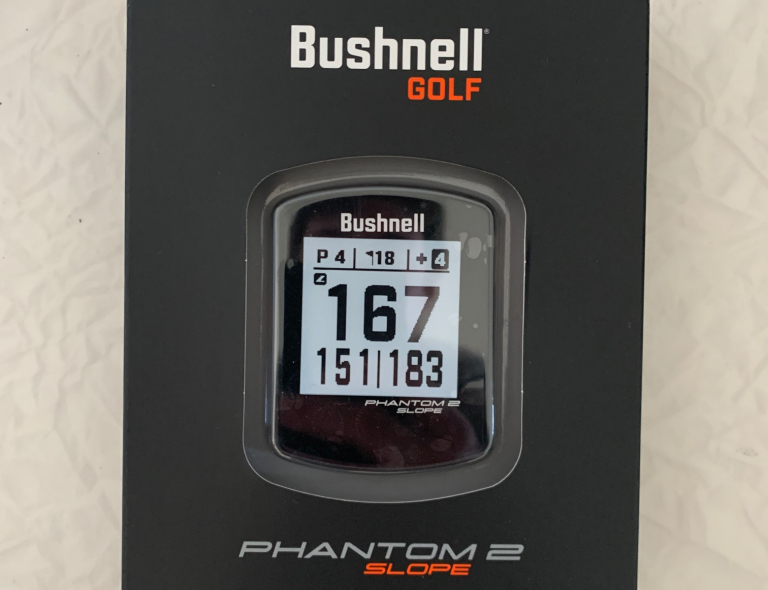 Bushnell
GOLF
Bushnell
P 4 18 +4
167
151|183
PHANTOM 2
SLOPE
PHANTOM 2
SLOPE